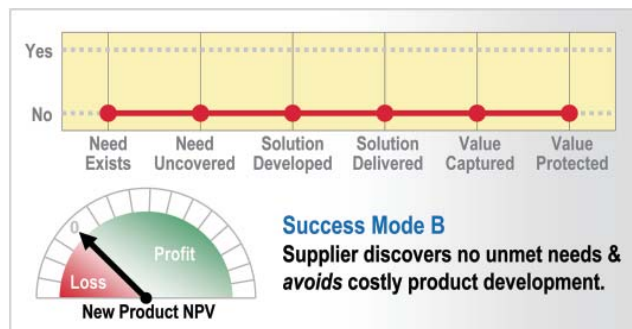 Yes
No
Need Exists
Need Uncovered
Solution Developed
Solution Delivered
Value Captured
Value Protected
0
Profit
Loss
New Product NPV
Success Mode B
Supplier discovers no unmet needs &
avoids costly product development.